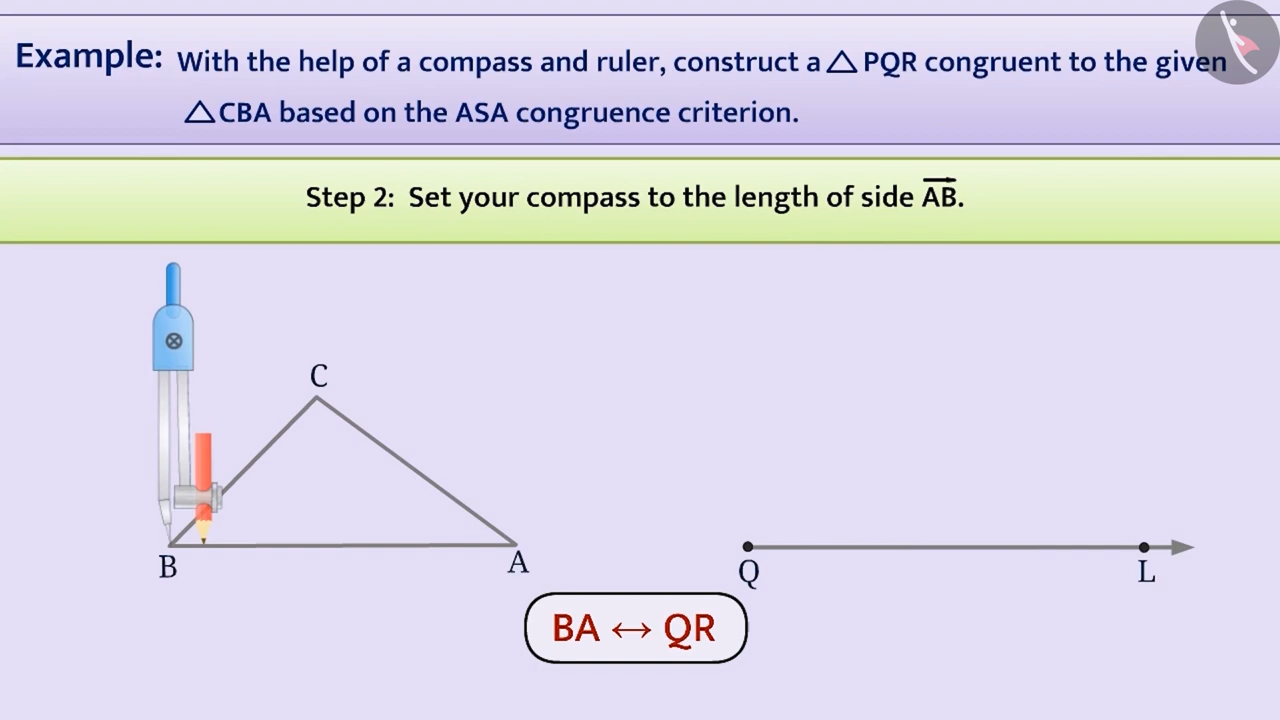 Example: With the help of a compass and ruler, construct a △ PQR congruent to the given
△CBA based on the ASA congruence criterion.
Step 2: Set your compass to the length of side A͞B⃗.
C
B
A
Q
L
BA ↔ QR